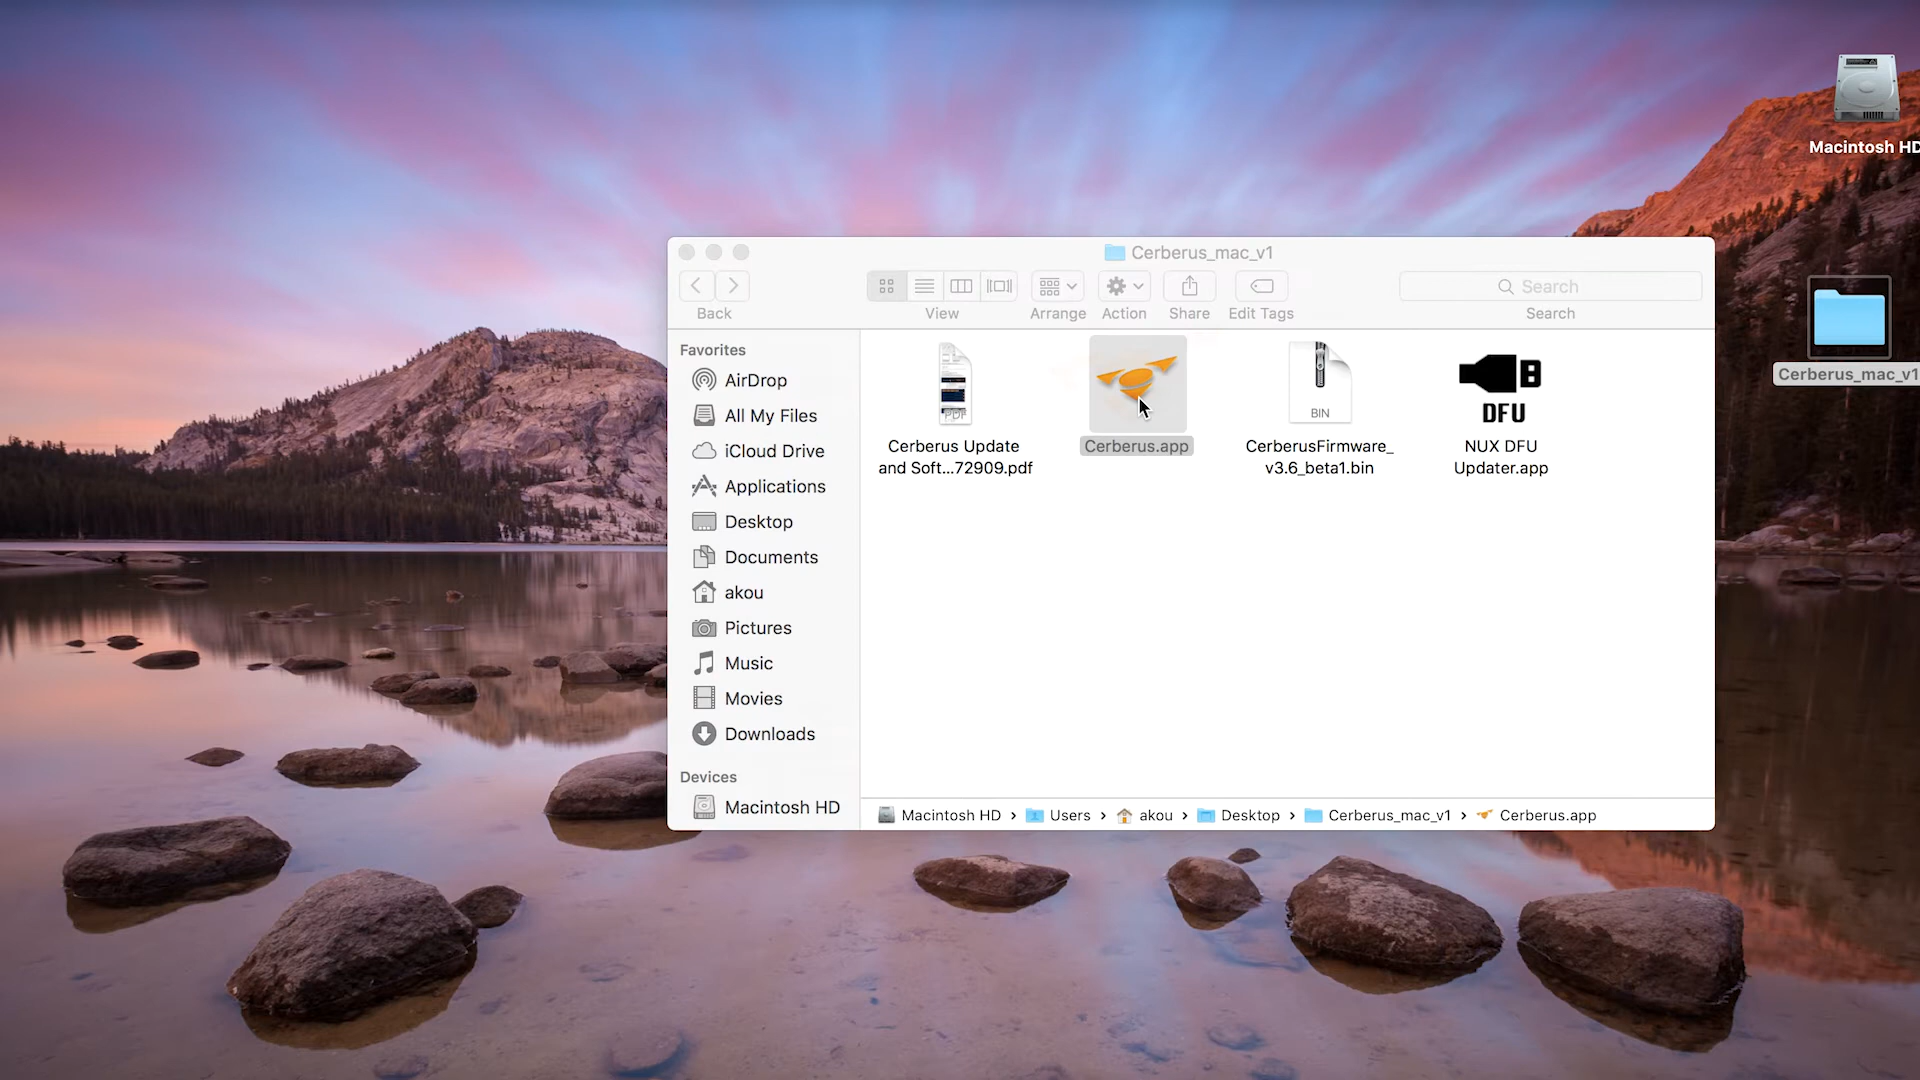 Macintosh HD
Cerberus_mac_v1
Cerberus_mac_v1
Search
Back
View
Arrange
Action
Share
Edit Tags
Search
Favorites
AirDrop
All My Files
iCloud Drive
Applications
Desktop
Documents
akou
Pictures
Music
Movies
Downloads
Devices
Macintosh HD
PDF
Cerberus Update
and Soft...72909.pdf
Cerberus.app
BIN
CerberusFirmware_
v3.6_beta1.bin
DFU
NUX DFU
Updater.app
Macintosh HD › Users › akou › Desktop › Cerberus_mac_v1 › Cerberus.app